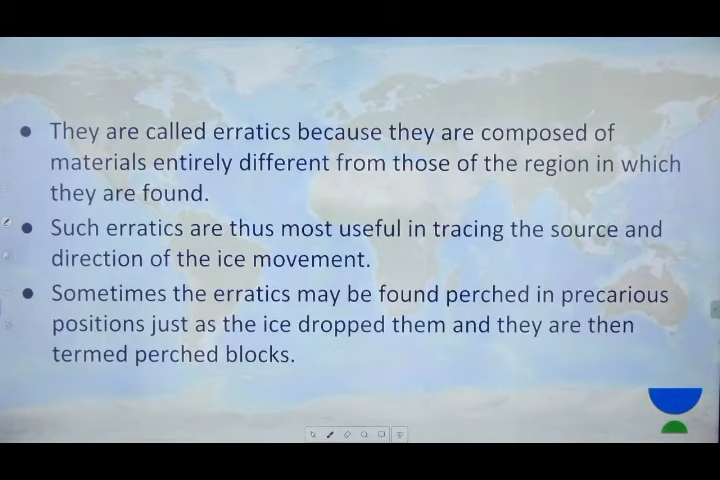 They are called erratics because they are composed of
materials entirely different from those of the region in which
they are found.
Such erratics are thus most useful in tracing the source and
direction of the ice movement.
Sometimes the erratics may be found perched in precarious
positions just as the ice dropped them and they are then
termed perched blocks.